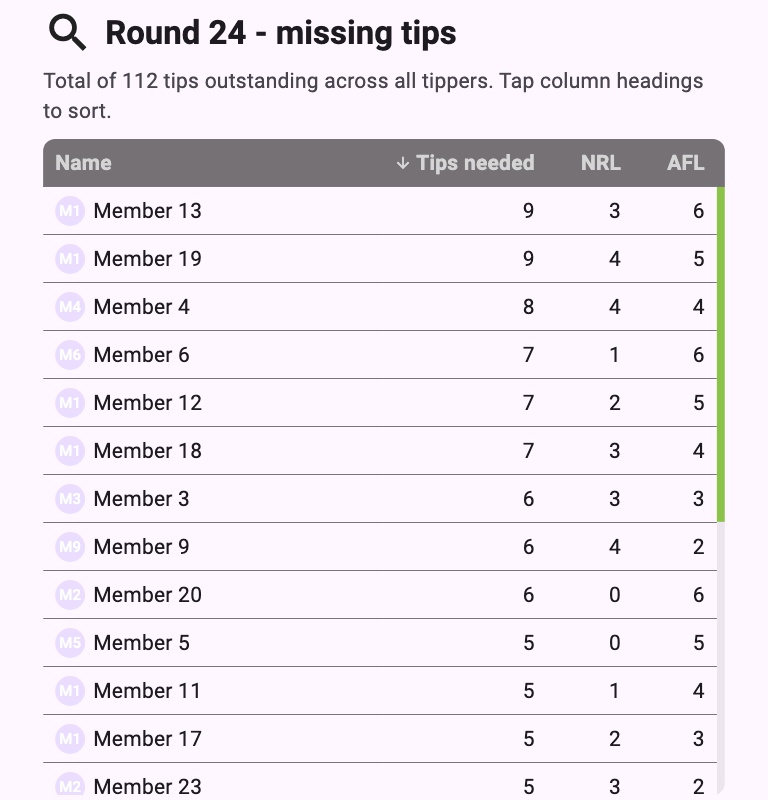 Round 24 - missing tips
Total of 112 tips outstanding across all tippers. Tap column headings
to sort.
Name ↓ Tips needed NRL AFL
M1 Member 13 9 3 6
M1 Member 19 9 4 5
M4 Member 4 8 4 4
M6 Member 6 7 1 6
M1 Member 12 7 2 5
M1 Member 18 7 3 4
M3 Member 3 6 3 3
M9 Member 9 6 4 2
M2 Member 20 6 0 6
M5 Member 5 5 0 5
M1 Member 11 5 1 4
M1 Member 17 5 2 3
M2 Member 23 5 3 2